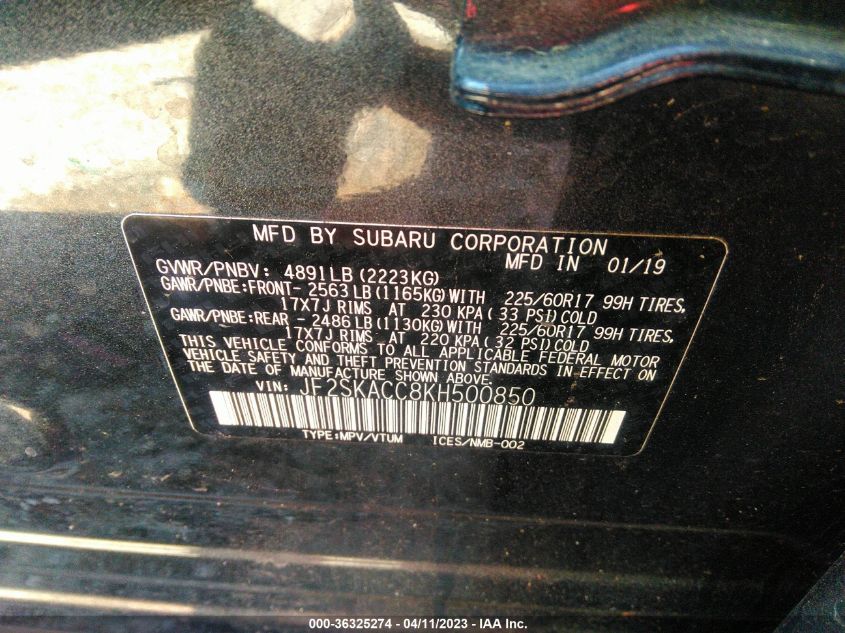 MFD BY SUBARU CORPORATION
GVWR/PNBV: 4891LB(2223KG) MFD IN 01/19
GAWR/PNBE:FRONT- 2563LB(1165KG)WITH 225/60R17 99H TIRES,
17X7J RIMS AT 230 KPA(33 PSI)COLD
GAWR/PNBE:REAR - 2486LB(1130KG)WITH 225/60R17 99H TIRES,
17X7J RIMS AT 220 KPA(32 PSI)COLD
THIS VEHICLE CONFORMS TO ALL APPLICABLE FEDERAL MOTOR
VEHICLE SAFETY AND THEFT PREVENTION STANDARDS IN EFFECT ON
THE DATE OF MANUFACTURE SHOWN ABOVE.
VIN: JF2SKACC8KH500850
TYPE:MPV/VTUM ICES/NMB-002
000-36325274 - 04/11/2023 - IAA Inc.